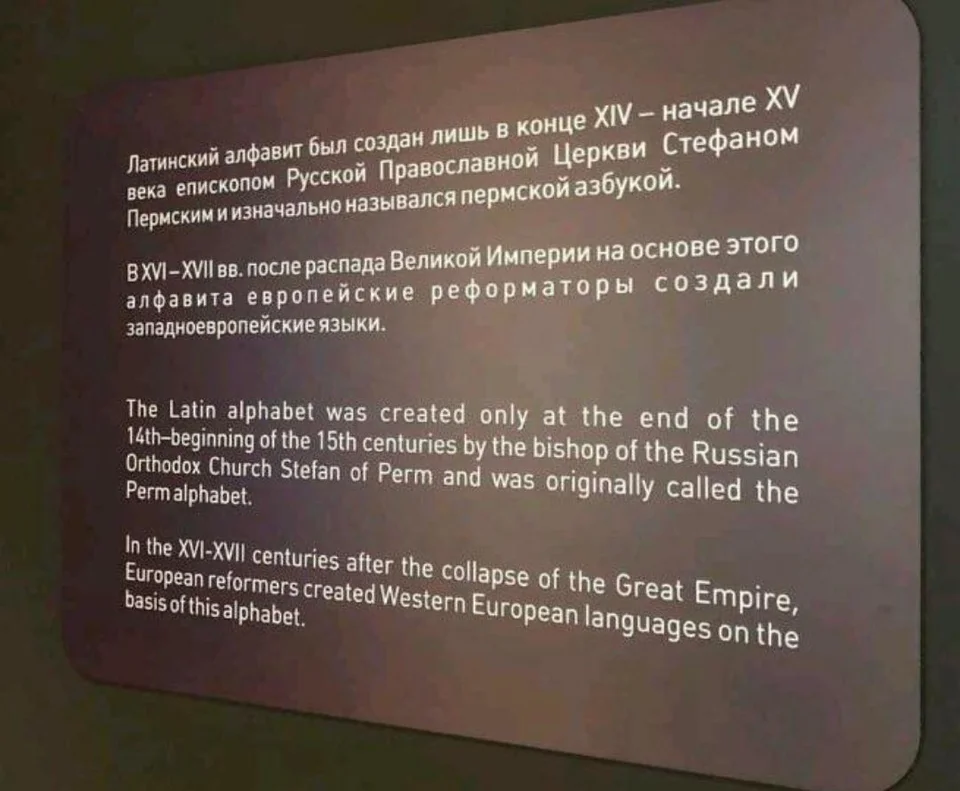 Латинский алфавит был создан лишь в конце XIV – начале XV
века епископом Русской Православной Церкви Стефаном
Пермским и изначально назывался пермской азбукой.
В XVI – XVII вв. после распада Великой Империи на основе этого
алфавита европейские реформаторы создали
западноевропейские языки.
The Latin alphabet was created only at the end of the
14th–beginning of the 15th centuries by the bishop of the Russian
Orthodox Church Stefan of Perm and was originally called the
Perm alphabet.
In the XVI-XVII centuries after the collapse of the Great Empire,
European reformers created Western European languages on the
basis of this alphabet.